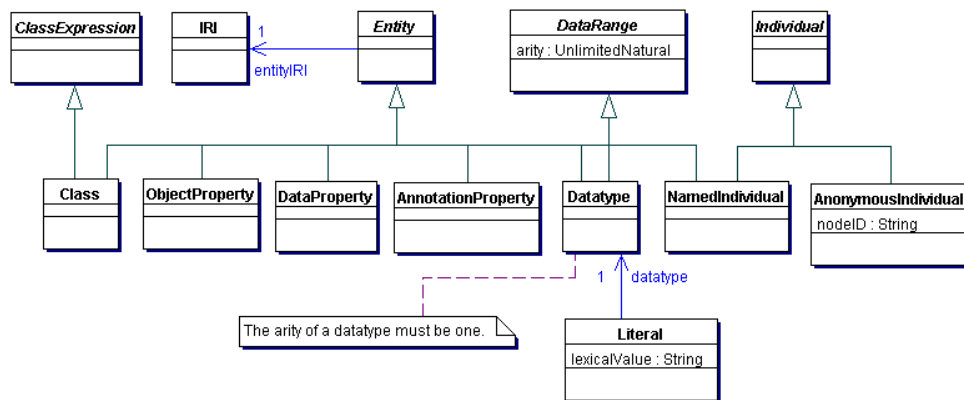 ClassExpression
IRI
1
entityIRI
Entity
DataRange
arity : UnlimitedNatural
Individual
Class
ObjectProperty
DataProperty
AnnotationProperty
Datatype
NamedIndividual
AnonymousIndividual
nodeID : String
1
datatype
The arity of a datatype must be one.
Literal
lexicalValue : String